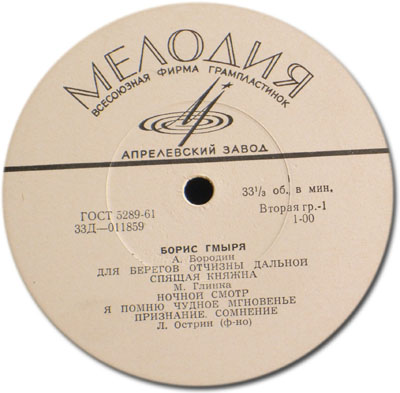 МЕЛОДИЯ
ВСЕСОЮЗНАЯ ФИРМА ГРАМПЛАСТИНОК
АПРЕЛЕВСКИЙ ЗАВОД
33⅓ об. в мин.
ГОСТ 5289-61
Вторая гр.-1
33Д—011859
1-00
БОРИС ГМЫРЯ
А. Бородин
ДЛЯ БЕРЕГОВ ОТЧИЗНЫ ДАЛЬНОЙ
СПЯЩАЯ КНЯЖНА
М. Глинка
НОЧНОЙ СМОТР
Я ПОМНЮ ЧУДНОЕ МГНОВЕНЬЕ
ПРИЗНАНИЕ. СОМНЕНИЕ
Л. Острин (ф-но)